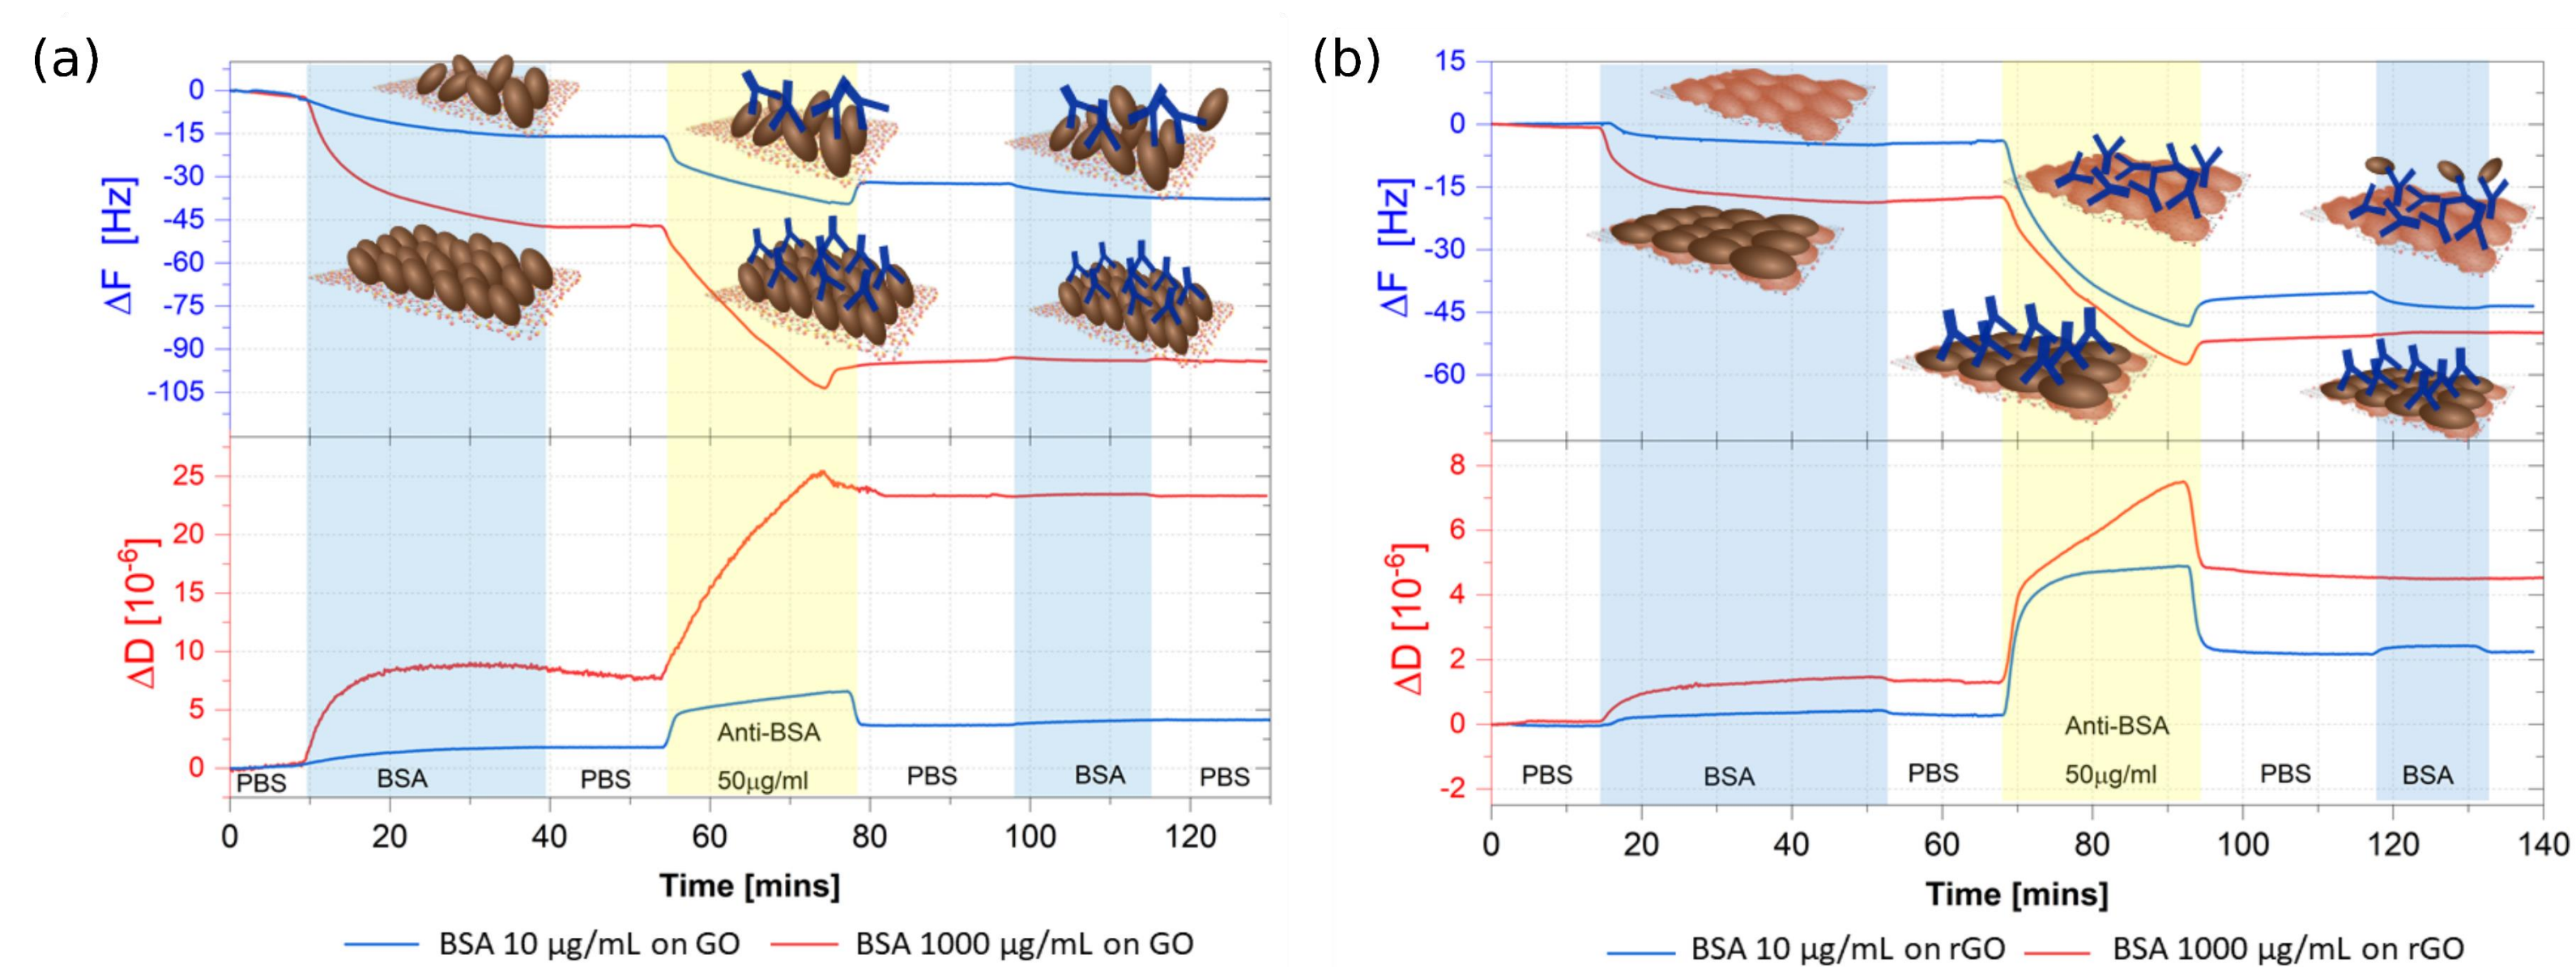 (a)
0
-15
-30
-45
-60
-75
-90
-105
ΔF [Hz]
25
20
15
10
5
0
ΔD [10-6]
PBS
BSA
PBS
Anti-BSA
50μg/ml
PBS
BSA
PBS
0 20 40 60 80 100 120
Time [mins]
BSA 10 µg/mL on GO
BSA 1000 µg/mL on GO
(b)
15
0
-15
-30
-45
-60
ΔF [Hz]
8
6
4
2
0
-2
ΔD [10-6]
PBS
BSA
PBS
Anti-BSA
50μg/ml
PBS
BSA
0 20 40 60 80 100 120 140
Time [mins]
BSA 10 µg/mL on rGO
BSA 1000 µg/mL on rGO